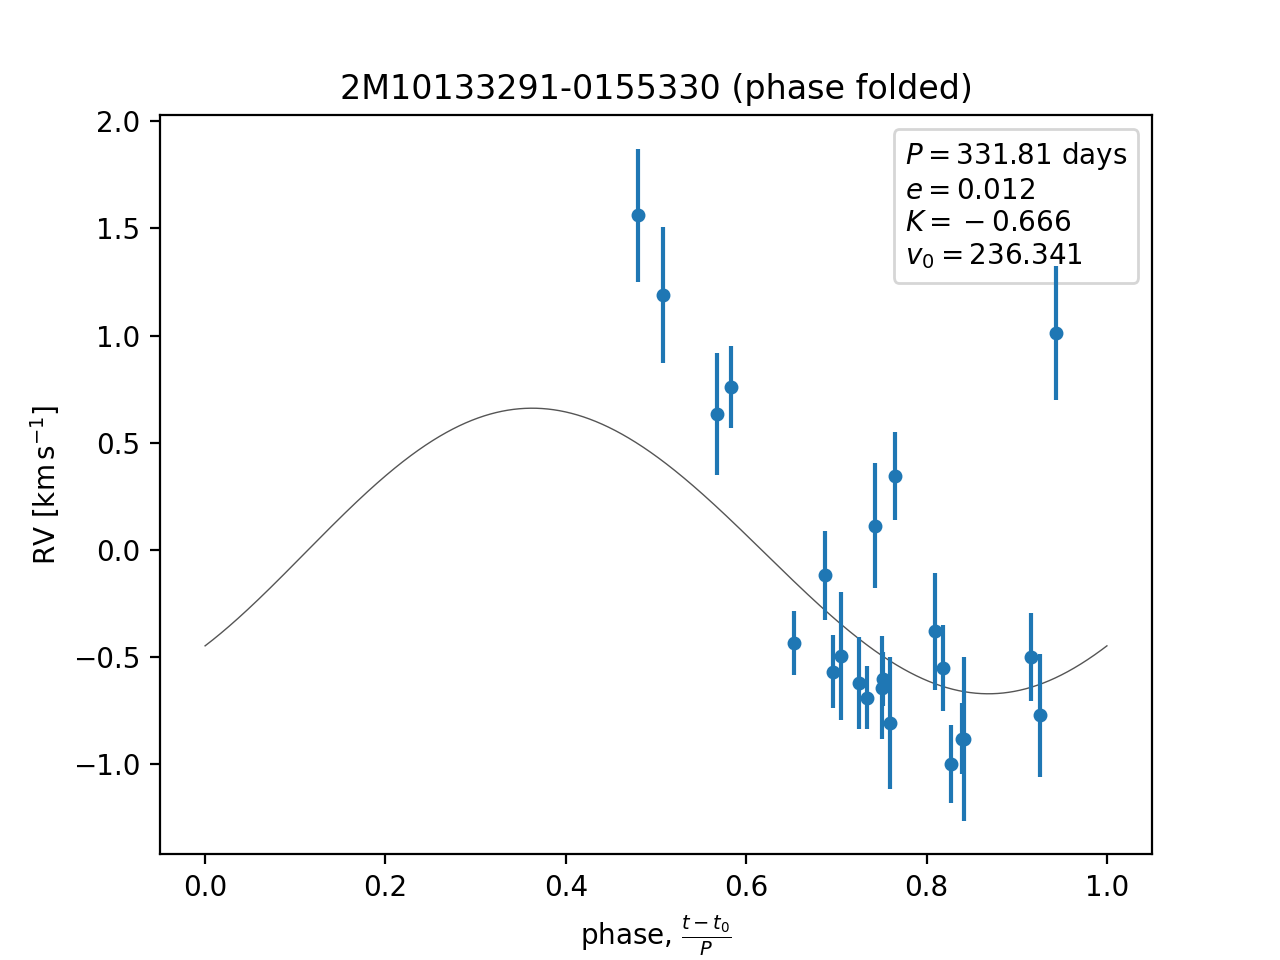 2M10133291-0155330 (phase folded)
P = 331.81 days
e = 0.012
K = −0.666
v₀ = 236.341
2.0
1.5
1.0
0.5
0.0
−0.5
−1.0
RV [km s⁻¹]
0.0 0.2 0.4 0.6 0.8 1.0
phase, (t − t₀)/P